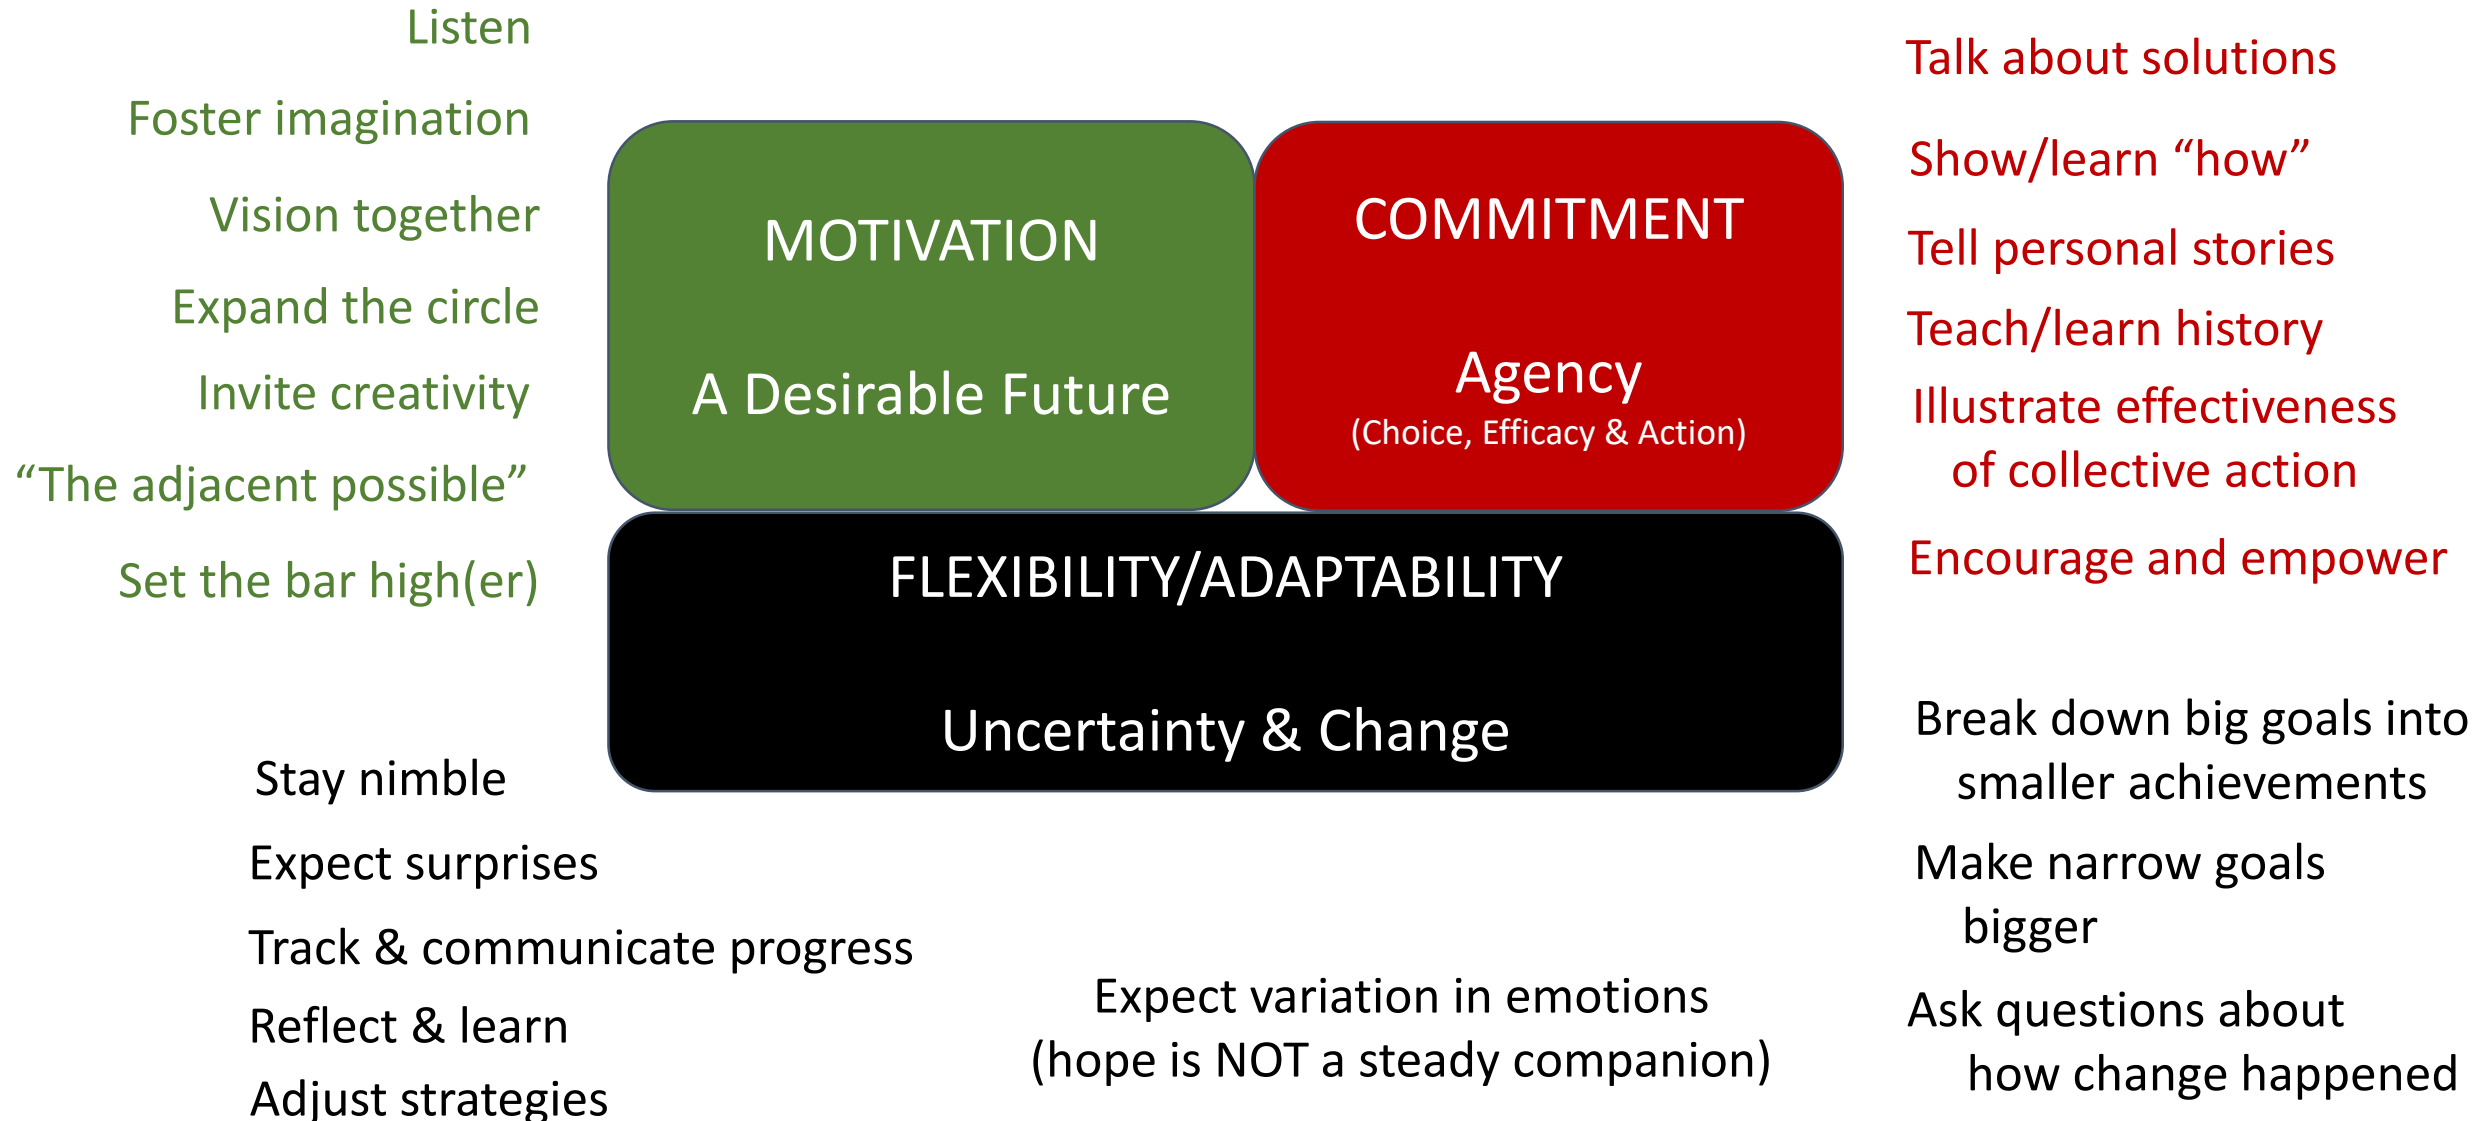 Listen
Foster imagination
Vision together
Expand the circle
Invite creativity
“The adjacent possible”
Set the bar high(er)
MOTIVATION
A Desirable Future
COMMITMENT
Agency
(Choice, Efficacy & Action)
Talk about solutions
Show/learn “how”
Tell personal stories
Teach/learn history
Illustrate effectiveness
of collective action
Encourage and empower
FLEXIBILITY/ADAPTABILITY
Uncertainty & Change
Stay nimble
Expect surprises
Track & communicate progress
Reflect & learn
Adjust strategies
Expect variation in emotions
(hope is NOT a steady companion)
Break down big goals into
smaller achievements
Make narrow goals
bigger
Ask questions about
how change happened